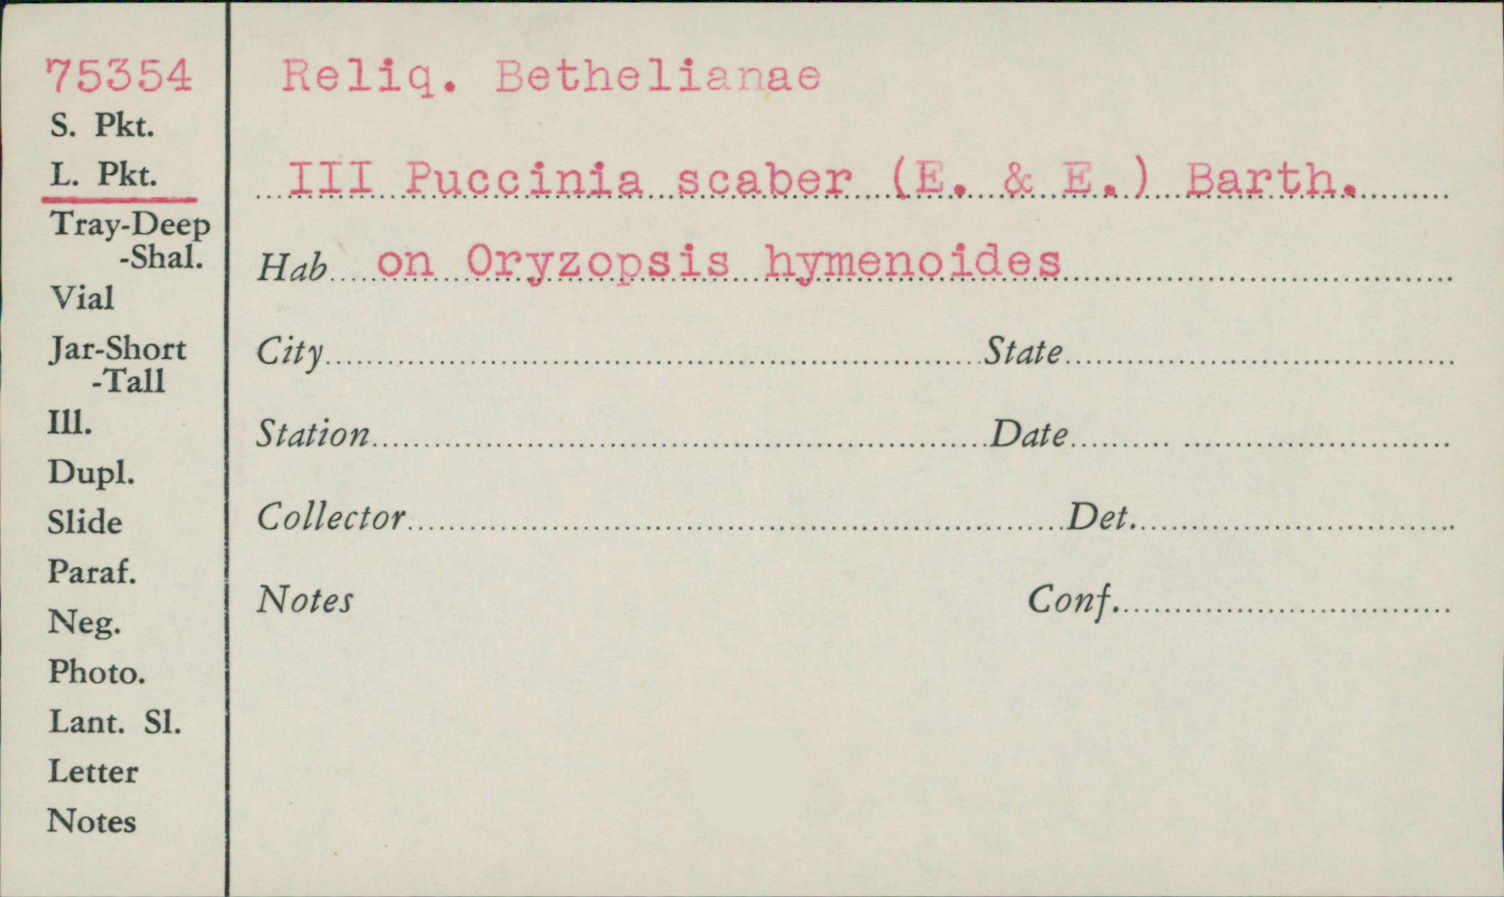 75354
S. Pkt.
L. Pkt.
Tray-Deep
-Shal.
Vial
Jar-Short
-Tall
Ill.
Dupl.
Slide
Paraf.
Neg.
Photo.
Lant. Sl.
Letter
Notes
Reliq. Bethelianae
III Puccinia scaber (E. & E.) Barth.
Hab on Oryzopsis hymenoides
City State
Station Date
Collector Det.
Notes Conf.